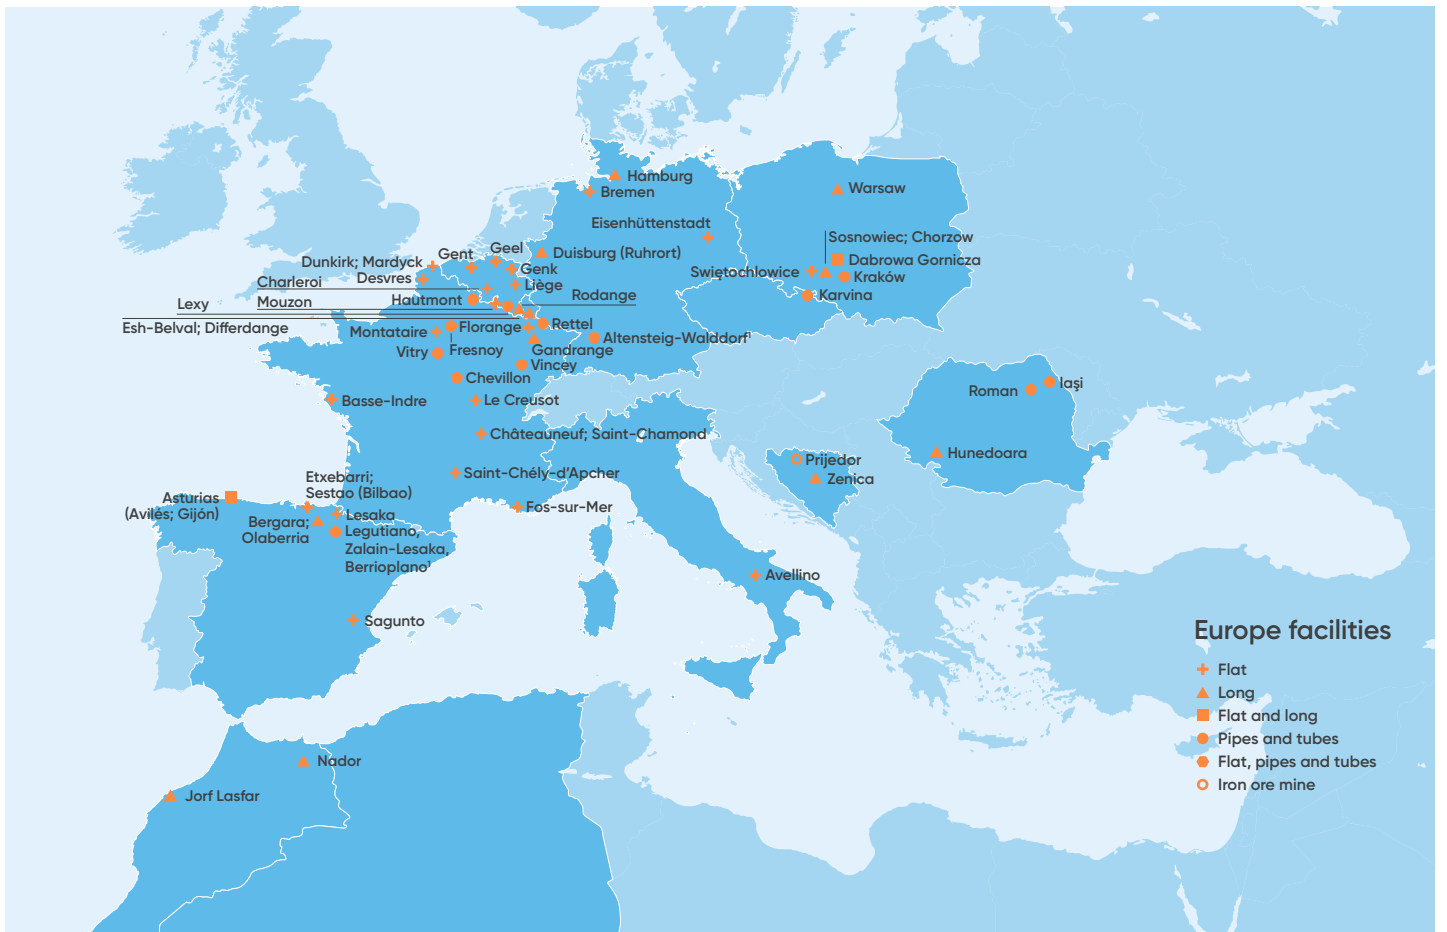 Hamburg
Bremen
Warsaw
Eisenhüttenstadt
Sosnowiec; Chorzow
Geel
Gent
Duisburg (Ruhrort)
Dabrowa Gornicza
Dunkirk; Mardyck
Genk
Swiętochlowice
Kraków
Desvres
Liège
Charleroi
Karvina
Rodange
Hautmont
Mouzon
Lexy
Esh-Belval; Differdange
Montataire
Florange
Rettel
Altensteig-Walddorf¹
Vitry
Fresnoy
Gandrange
Vincey
Chevillon
Iaşi
Roman
Basse-Indre
Le Creusot
Châteauneuf; Saint-Chamond
Hunedoara
Prijedor
Zenica
Saint-Chély-d'Apcher
Etxebarri;
Sestao (Bilbao)
Asturias
(Avilés; Gijón)
Fos-sur-Mer
Lesaka
Bergara;
Olaberria
Legutiano,
Zalain-Lesaka,
Berrioplano¹
Avellino
Sagunto
Europe facilities
Flat
Long
Flat and long
Pipes and tubes
Flat, pipes and tubes
Iron ore mine
Nador
Jorf Lasfar